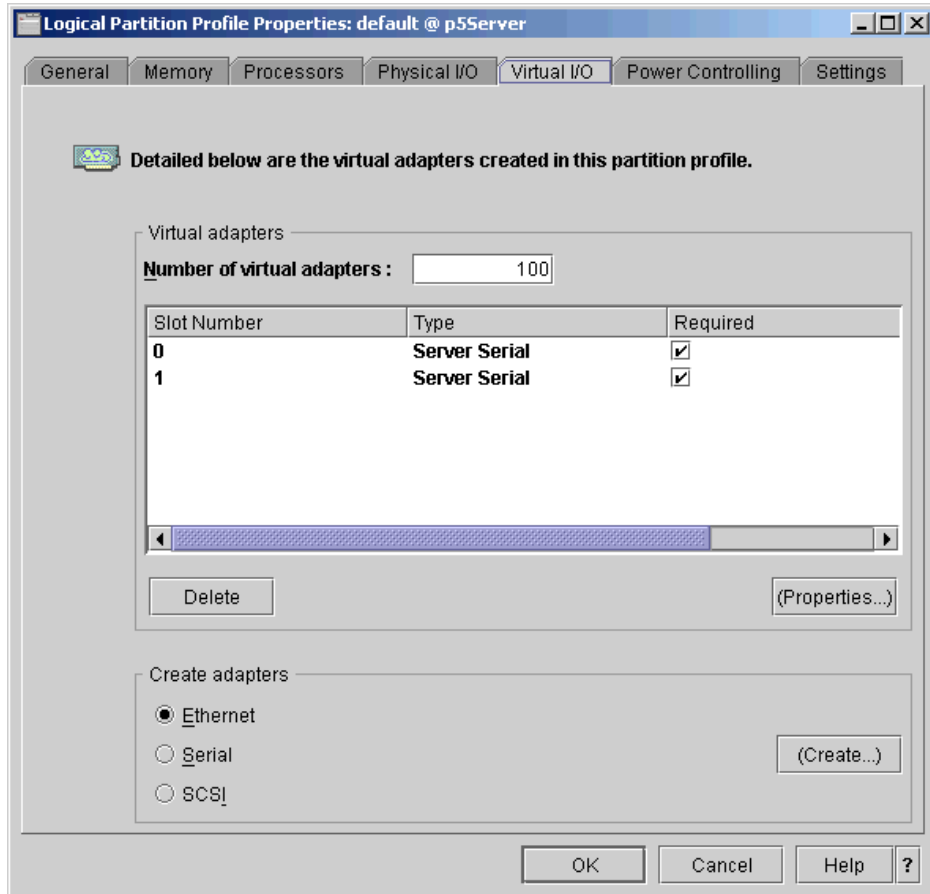 Logical Partition Profile Properties: default @ p5Server
General Memory Processors Physical I/O Virtual I/O Power Controlling Settings
Detailed below are the virtual adapters created in this partition profile.
Virtual adapters
Number of virtual adapters : 100
Slot Number Type Required
0 Server Serial
1 Server Serial
Delete (Properties...)
Create adapters
Ethernet
Serial (Create...)
SCSI
OK Cancel Help ?